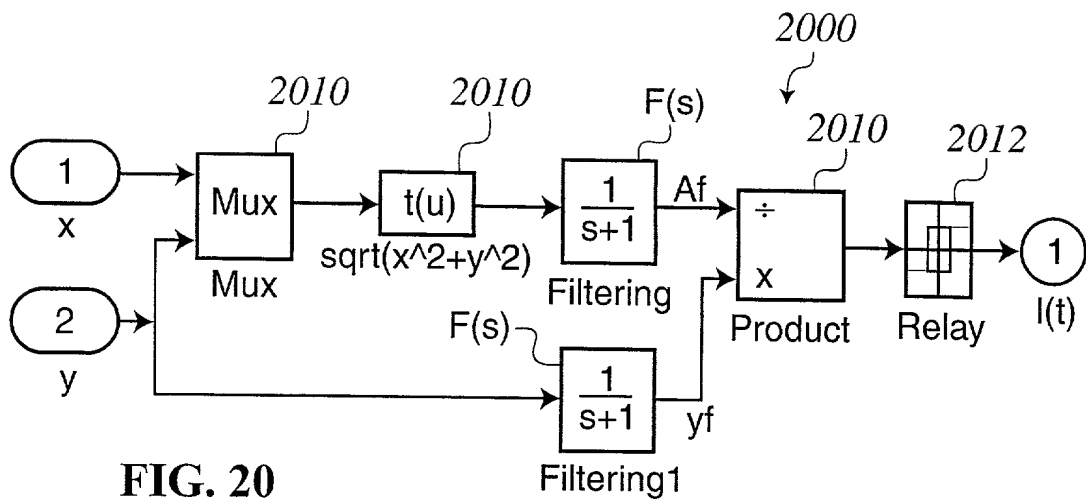 2000
2010
2010
F(s)
2010
2012
1
x
Mux
Mux
t(u)
sqrt(x^2+y^2)
1
s+1
Filtering
Af
÷
x
Product
Relay
1
I(t)
2
y
F(s)
1
s+1
Filtering1
yf
FIG. 20